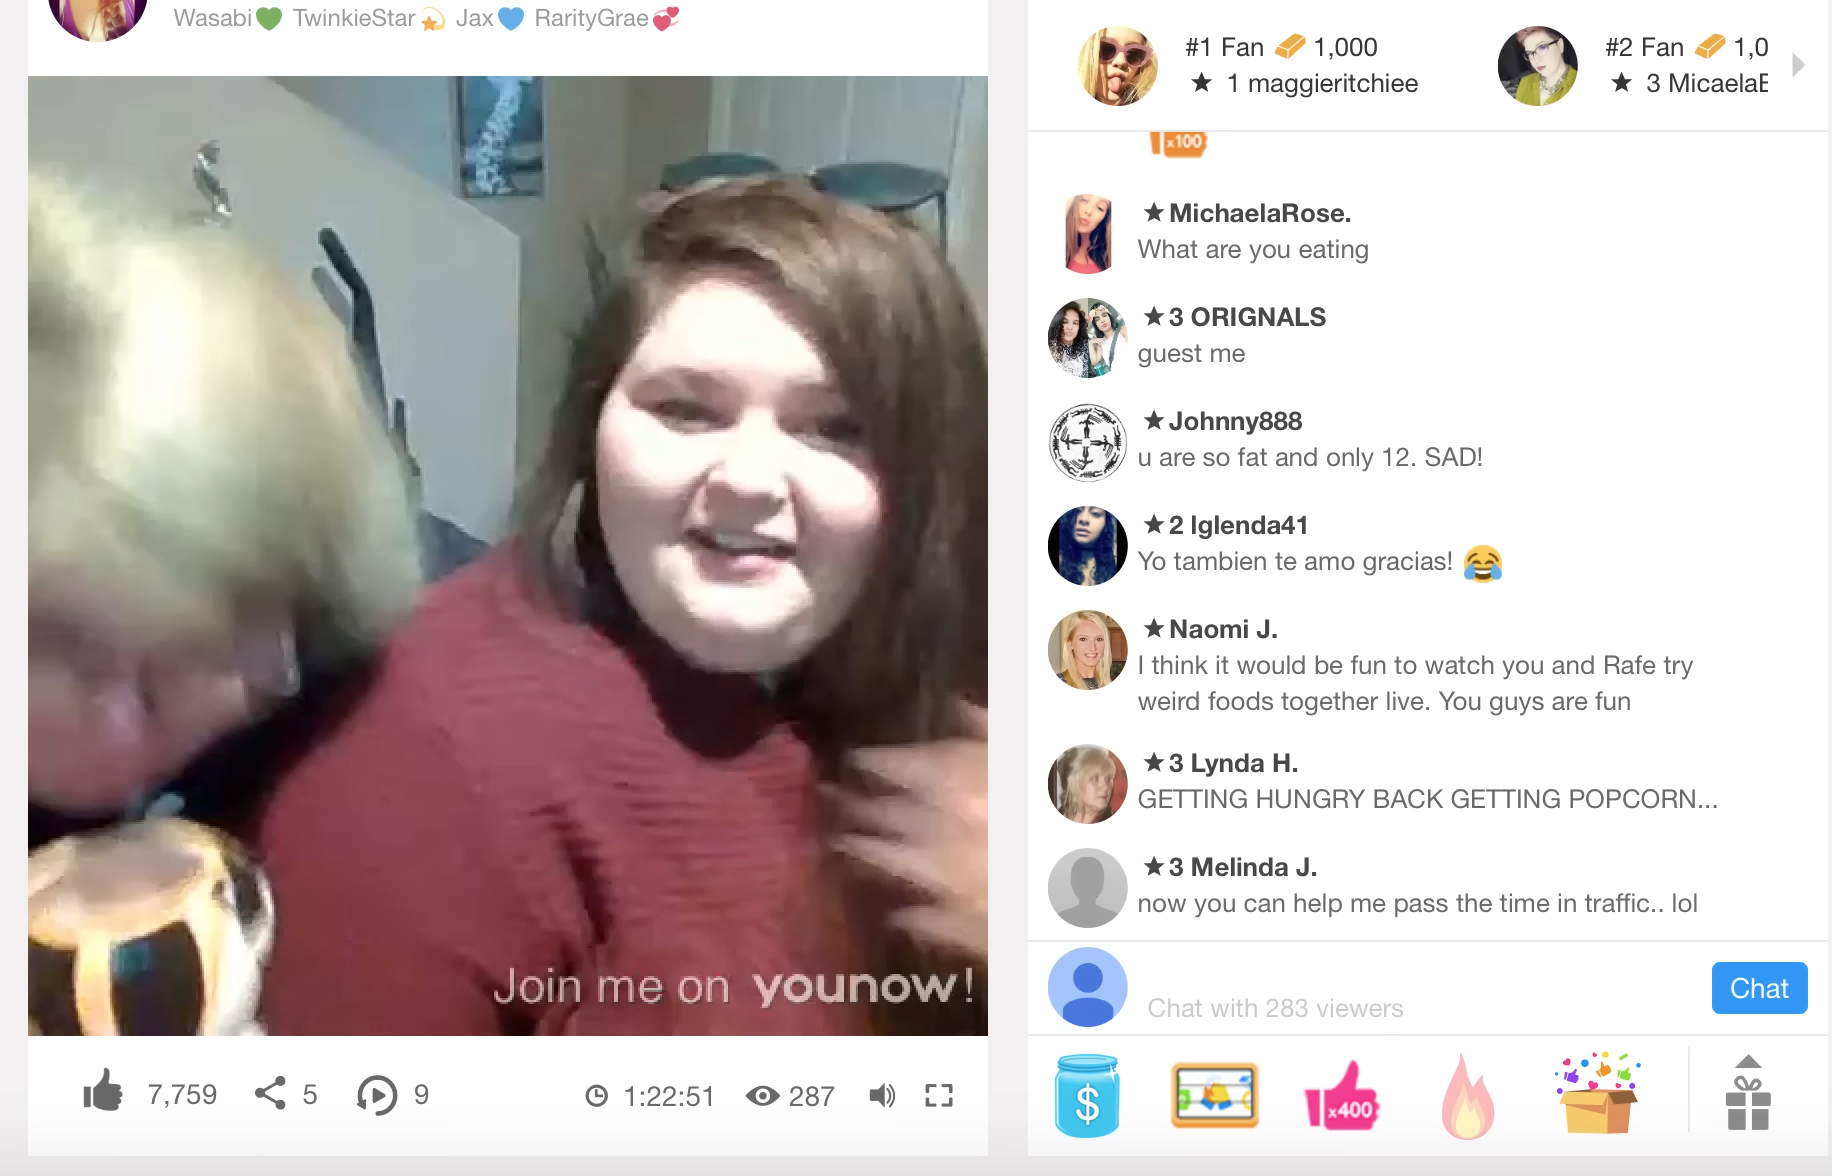 Wasabi💚 TwinkieStar💫 Jax💙 RarityGrae💞
#1 Fan 1,000
★ 1 maggieritchiee
#2 Fan 1,0
★ 3 MicaelaE
x100
★MichaelaRose.
What are you eating
★3 ORIGNALS
guest me
★Johnny888
u are so fat and only 12. SAD!
★2 lglenda41
Yo tambien te amo gracias! 😂
★Naomi J.
I think it would be fun to watch you and Rafe try
weird foods together live. You guys are fun
★3 Lynda H.
GETTING HUNGRY BACK GETTING POPCORN...
★3 Melinda J.
now you can help me pass the time in traffic.. lol
Join me on younow!
Chat with 283 viewers
Chat
7,759 5 9 1:22:51 287
$ x400